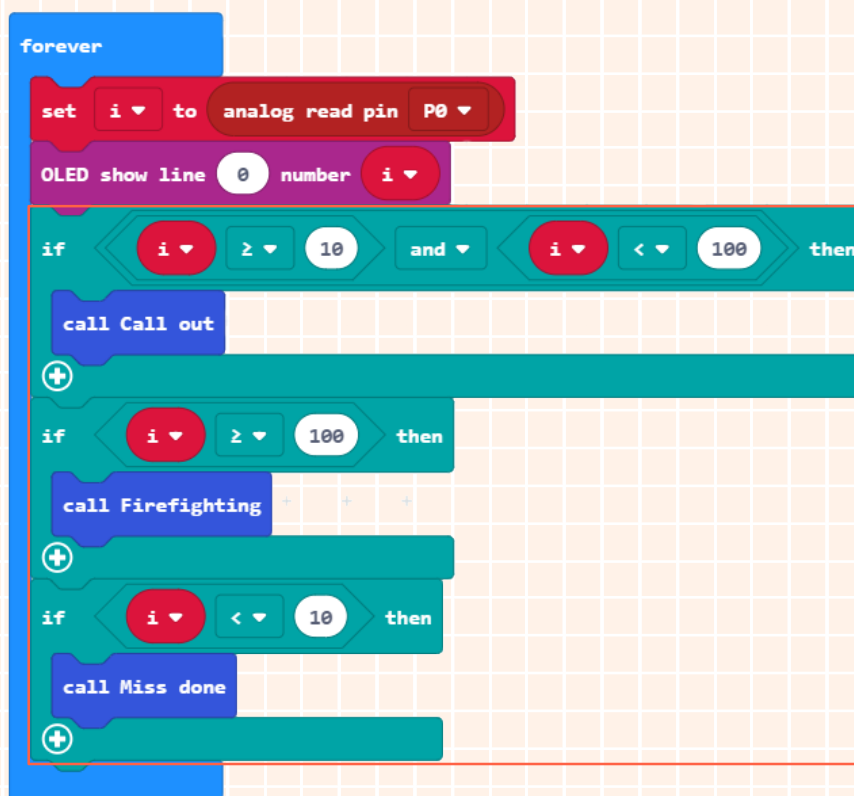 forever
set i to analog read pin P0
OLED show line 0 number i
if i ≥ 10 and i < 100 then
call Call out
if i ≥ 100 then
call Firefighting
if i < 10 then
call Miss done